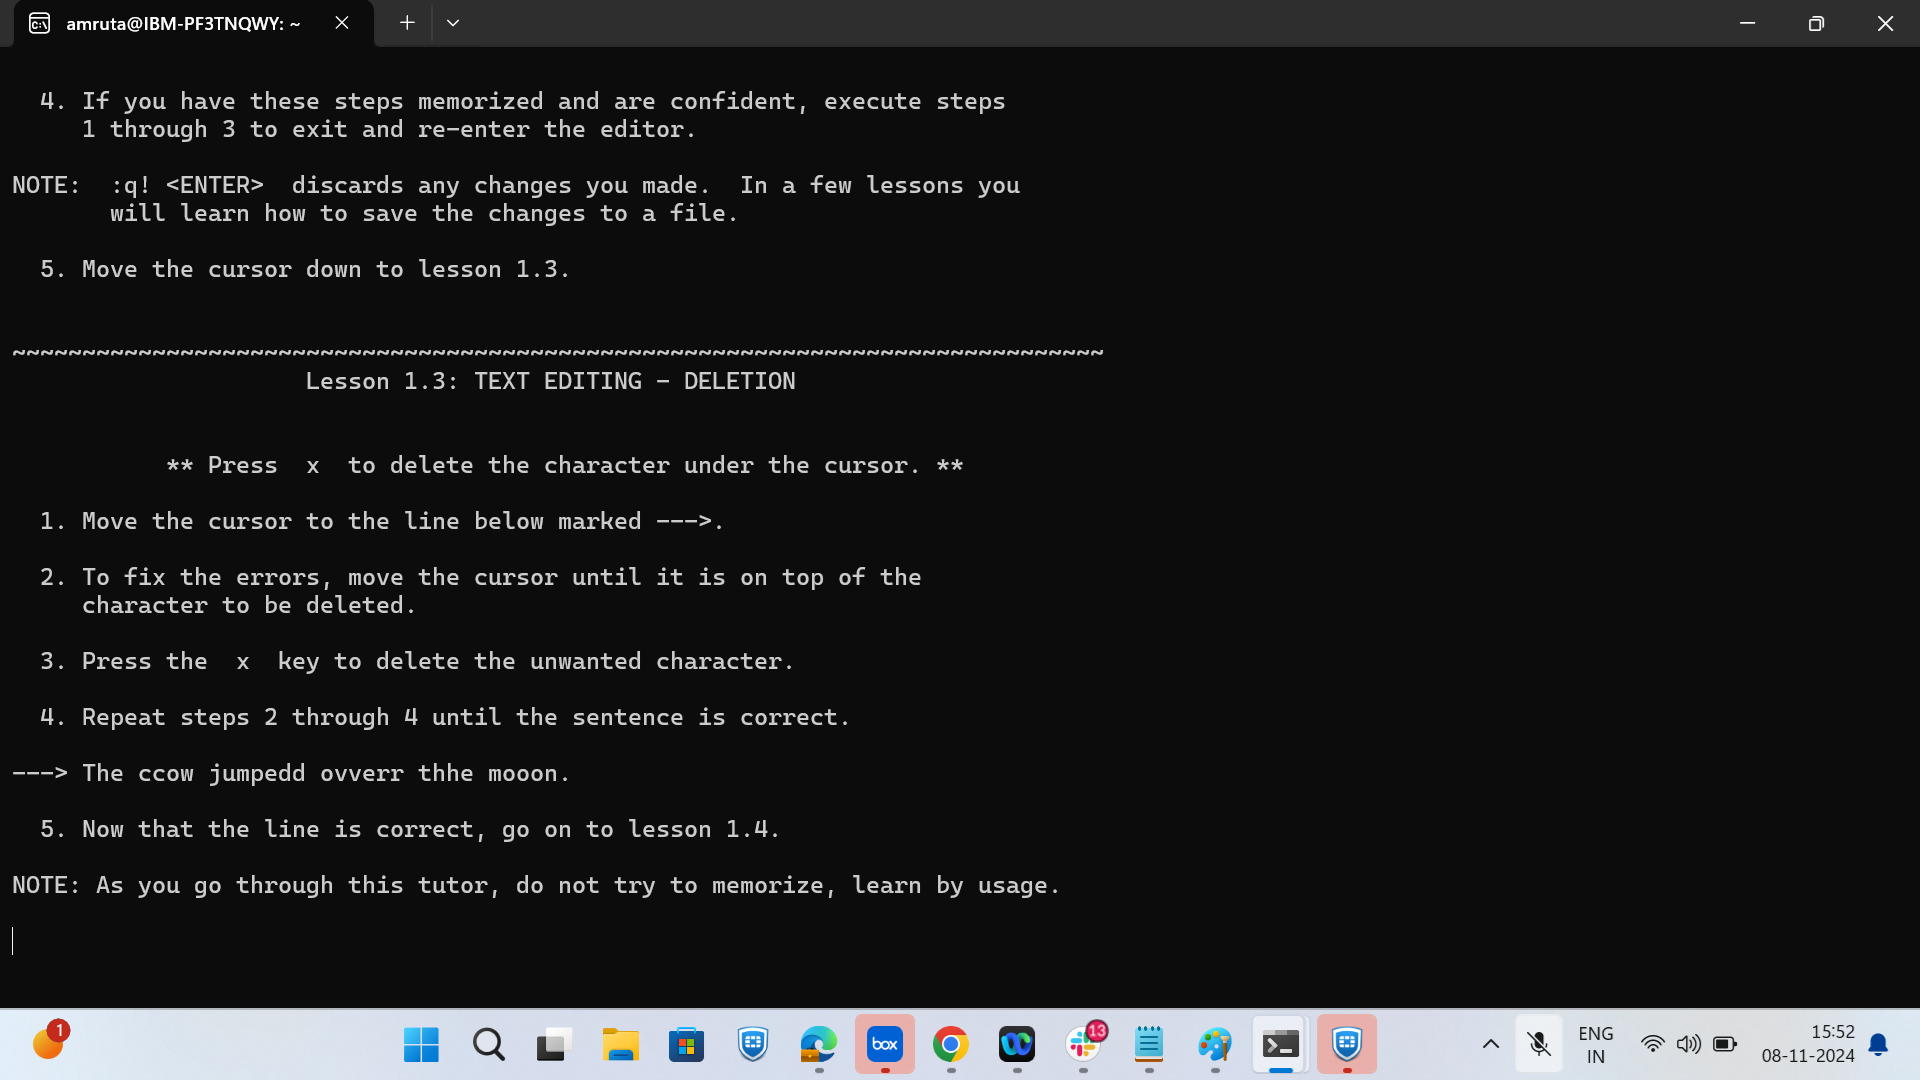 amruta@IBM-PF3TNQWY: ~
4. If you have these steps memorized and are confident, execute steps
1 through 3 to exit and re-enter the editor.
NOTE:  :q! <ENTER>  discards any changes you made.  In a few lessons you
will learn how to save the changes to a file.
5. Move the cursor down to lesson 1.3.
~~~~~~~~~~~~~~~~~~~~~~~~~~~~~~~~~~~~~~~~~~~~~~~~~~~~~~~~~~~~~~~~~~~~~~~~~~~~~~
Lesson 1.3: TEXT EDITING - DELETION
** Press  x  to delete the character under the cursor. **
1. Move the cursor to the line below marked --->.
2. To fix the errors, move the cursor until it is on top of the
character to be deleted.
3. Press the  x  key to delete the unwanted character.
4. Repeat steps 2 through 4 until the sentence is correct.
---> The ccow jumpedd ovverr thhe mooon.
5. Now that the line is correct, go on to lesson 1.4.
NOTE: As you go through this tutor, do not try to memorize, learn by usage.
1
box
13
ENG
IN
15:52
08-11-2024